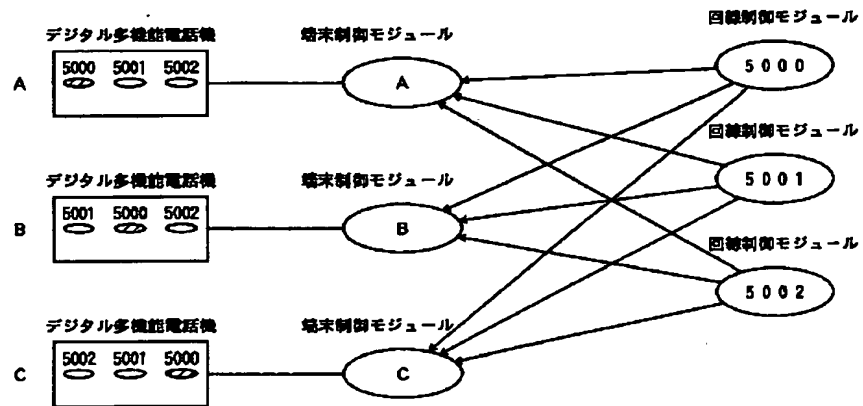 回線制御モジュール
デジタル多機能電話機 端末制御モジュール
5000 5001 5002
A
A
5000
回線制御モジュール
5001
デジタル多機能電話機 端末制御モジュール
5001 5000 5002
B
B
回線制御モジュール
5002
デジタル多機能電話機 端末制御モジュール
5002 5001 5000
C
C